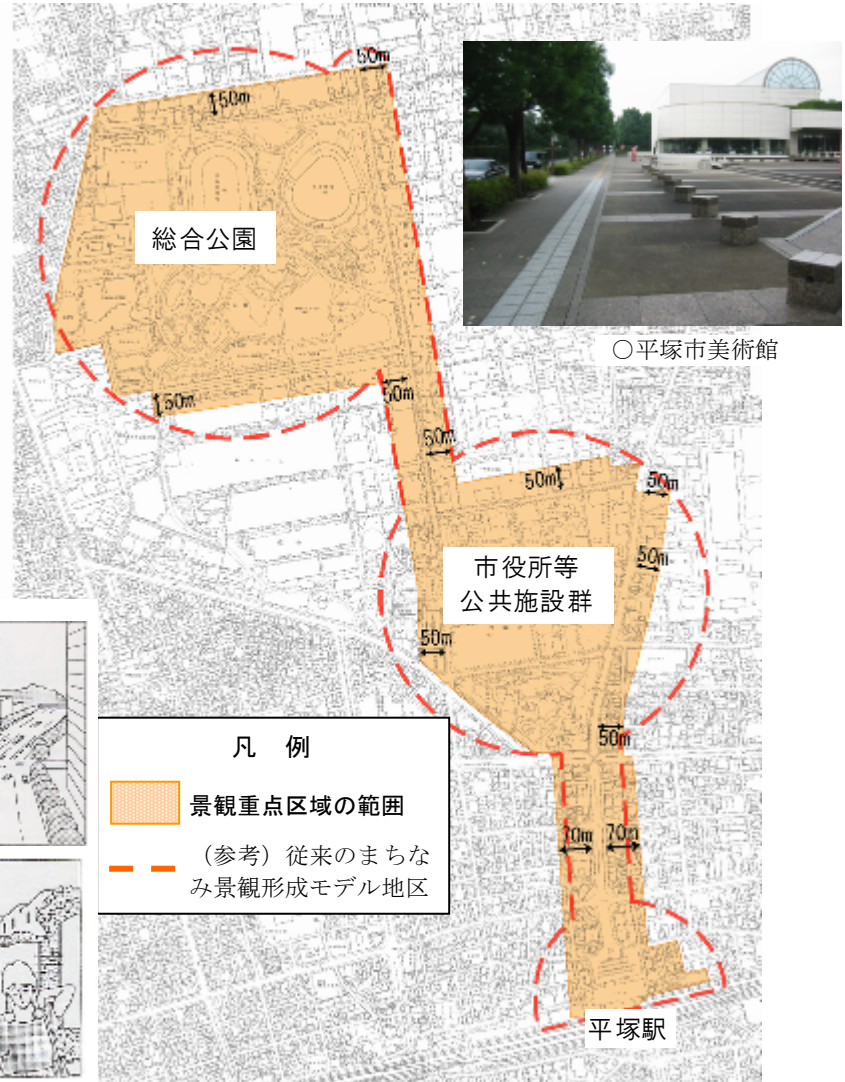 50m
50m
総合公園
○平塚市美術館
50m
50m
50m
50m
50m
市役所等
公共施設群
50m
50m
50m
凡 例
景観重点区域の範囲
(参考)従来のまちな
み景観形成モデル地区
70m
70m
平塚駅